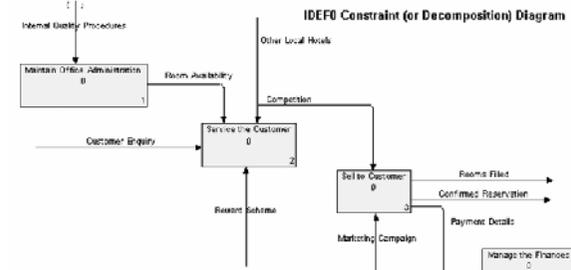 IDEF0 Constraint (or Decomposition) Diagram
Internal Quality Procedures
Other Local Hotels
Maintain Office Administration
0
1
Room Availability
Competition
Service the Customer
0
2
Customer Enquiry
Sell to Customer
0
3
Rooms Filled
Confirmed Reservation
Reward Scheme
Payment Details
Marketing Campaign
Manage the Finances
0